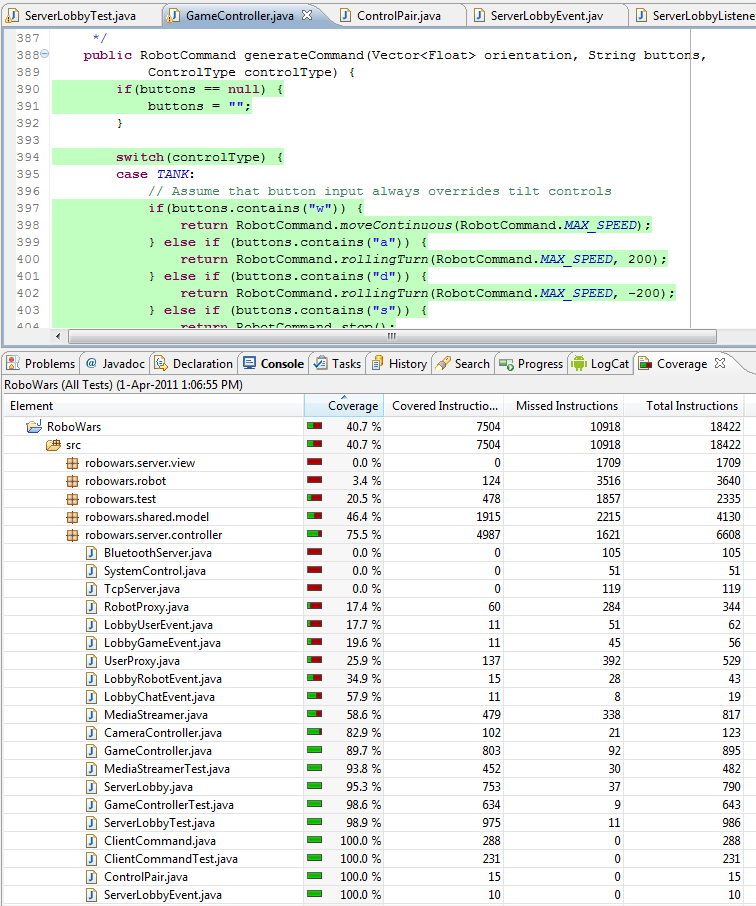 ServerLobbyTest.java GameController.java ControlPair.java ServerLobbyEvent.jav ServerLobbyListene
387 */
388 public RobotCommand generateCommand(Vector<Float> orientation, String buttons,
389 ControlType controlType) {
390 if(buttons == null) {
391 buttons = "";
392 }
393
394 switch(controlType) {
395 case TANK:
396 // Assume that button input always overrides tilt controls
397 if(buttons.contains("w")) {
398 return RobotCommand.moveContinuous(RobotCommand.MAX_SPEED);
399 } else if (buttons.contains("a")) {
400 return RobotCommand.rollingTurn(RobotCommand.MAX_SPEED, 200);
401 } else if (buttons.contains("d")) {
402 return RobotCommand.rollingTurn(RobotCommand.MAX_SPEED, -200);
403 } else if (buttons.contains("s")) {
404 return RobotCommand.stop();
Problems @ Javadoc Declaration Console Tasks History Search Progress LogCat Coverage
RoboWars (All Tests) (1-Apr-2011 1:06:55 PM)
Element Coverage Covered Instructio... Missed Instructions Total Instructions
RoboWars 40.7 % 7504 10918 18422
src 40.7 % 7504 10918 18422
robowars.server.view 0.0 % 0 1709 1709
robowars.robot 3.4 % 124 3516 3640
robowars.test 20.5 % 478 1857 2335
robowars.shared.model 46.4 % 1915 2215 4130
robowars.server.controller 75.5 % 4987 1621 6608
BluetoothServer.java 0.0 % 0 105 105
SystemControl.java 0.0 % 0 51 51
TcpServer.java 0.0 % 0 119 119
RobotProxy.java 17.4 % 60 284 344
LobbyUserEvent.java 17.7 % 11 51 62
LobbyGameEvent.java 19.6 % 11 45 56
UserProxy.java 25.9 % 137 392 529
LobbyRobotEvent.java 34.9 % 15 28 43
LobbyChatEvent.java 57.9 % 11 8 19
MediaStreamer.java 58.6 % 479 338 817
CameraController.java 82.9 % 102 21 123
GameController.java 89.7 % 803 92 895
MediaStreamerTest.java 93.8 % 452 30 482
ServerLobby.java 95.3 % 753 37 790
GameControllerTest.java 98.6 % 634 9 643
ServerLobbyTest.java 98.9 % 975 11 986
ClientCommand.java 100.0 % 288 0 288
ClientCommandTest.java 100.0 % 231 0 231
ControlPair.java 100.0 % 15 0 15
ServerLobbyEvent.java 100.0 % 10 0 10